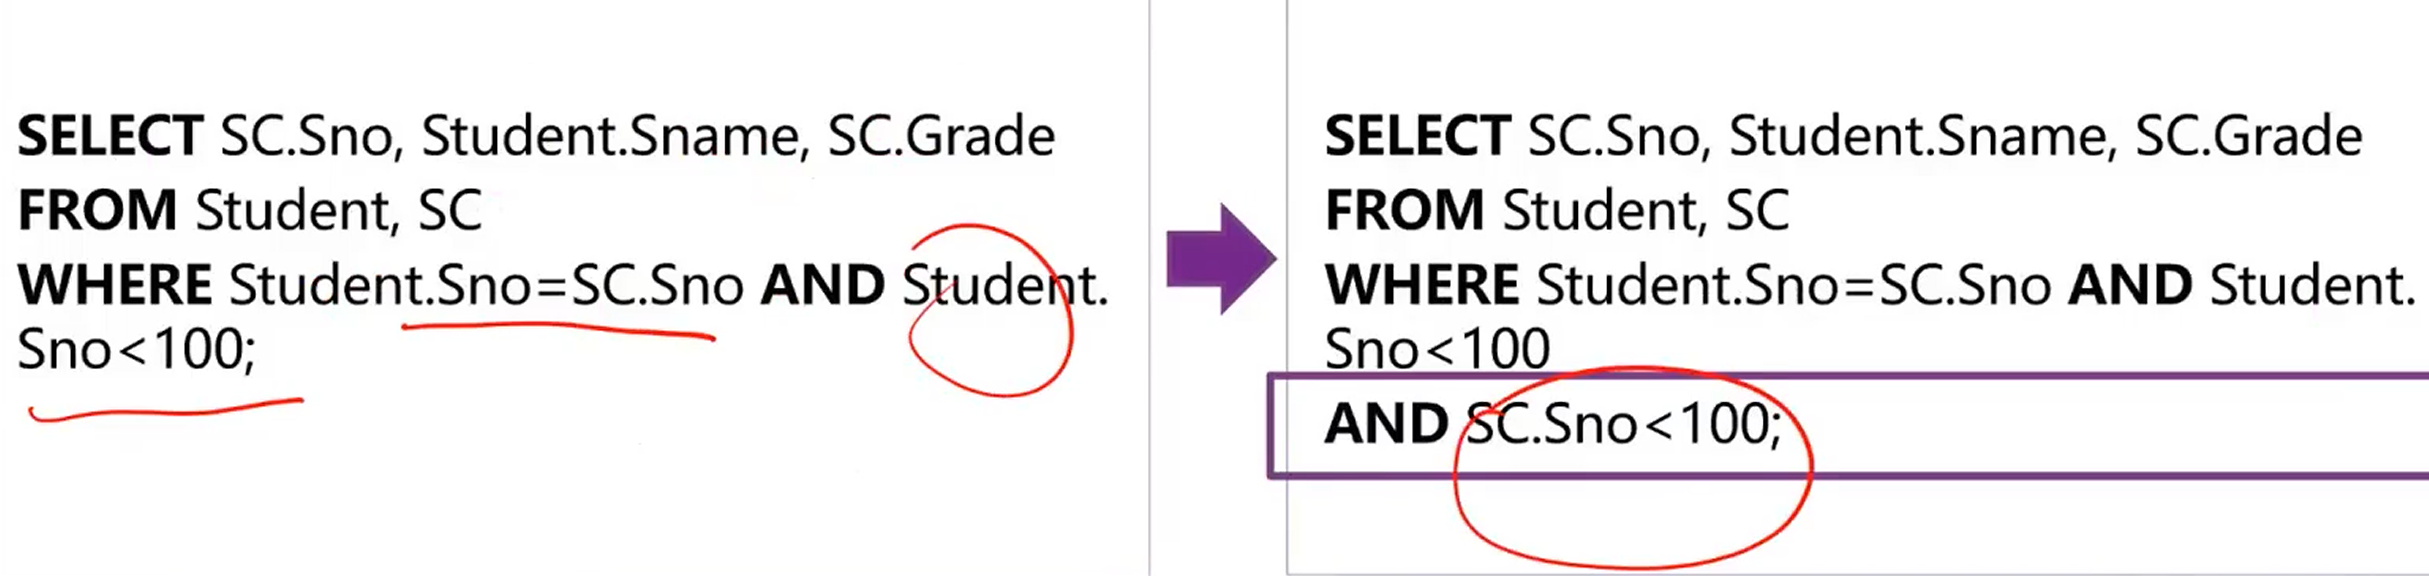 SELECT SC.Sno, Student.Sname, SC.Grade
FROM Student, SC
WHERE Student.Sno=SC.Sno AND Student.
Sno<100;
SELECT SC.Sno, Student.Sname, SC.Grade
FROM Student, SC
WHERE Student.Sno=SC.Sno AND Student.
Sno<100
AND SC.Sno<100;